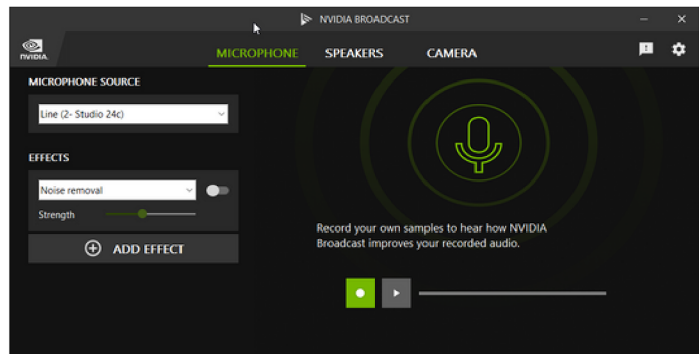 NVIDIA BROADCAST
NVIDIA.
MICROPHONE
SPEAKERS
CAMERA
MICROPHONE SOURCE
Line (2- Studio 24c)
EFFECTS
Noise removal
Strength
ADD EFFECT
Record your own samples to hear how NVIDIA
Broadcast improves your recorded audio.